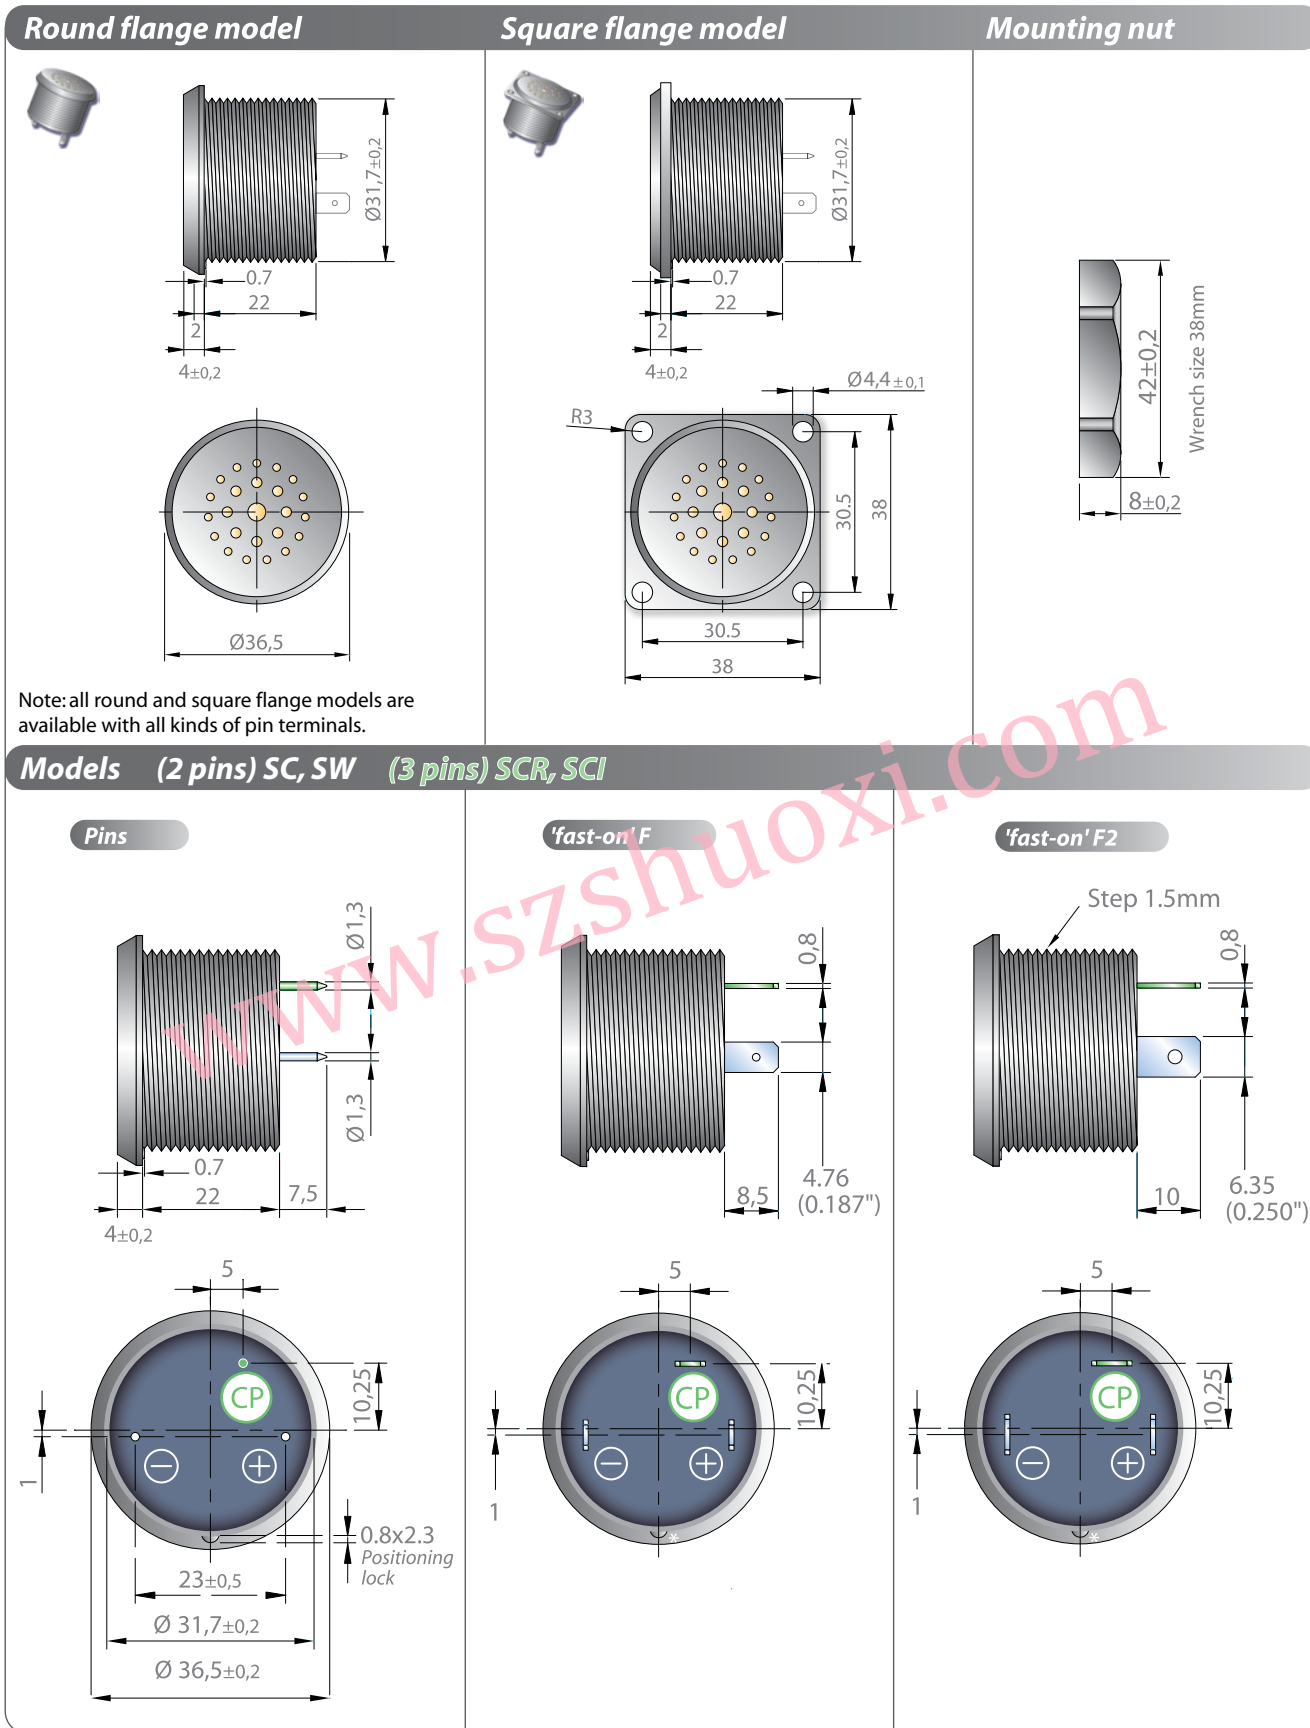 Round flange model
Square flange model
Mounting nut
Ø31,7±0,2
0.7
22
2
4±0,2
Ø36,5
Note: all round and square flange models are
available with all kinds of pin terminals.
Ø31,7±0,2
0.7
22
2
4±0,2
Ø4,4±0,1
R3
30.5
38
30.5
38
42±0,2
Wrench size 38mm
8±0,2
Models (2 pins) SC, SW (3 pins) SCR, SCI
Pins
'fast-on' F
'fast-on' F2
Ø1,3
Ø1,3
0.7
22
7,5
4±0,2
0,8
8,5
4.76
(0.187")
Step 1.5mm
0,8
10
6.35
(0.250")
5
CP
10,25
1
− +
0.8x2.3
Positioning
lock
23±0,5
Ø 31,7±0,2
Ø 36,5±0,2
5
CP
10,25
1
− +
*
5
CP
10,25
1
− +
*
www.szshuoxi.com